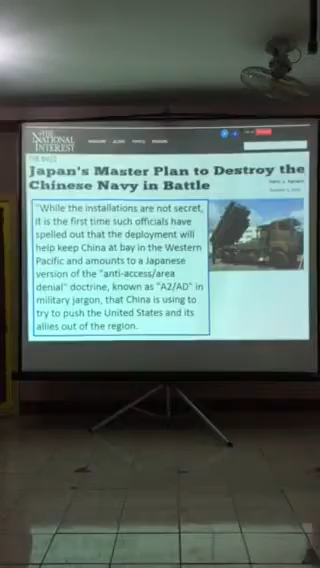 THE
NATIONAL
INTEREST
THE BUZZ
Japan's Master Plan to Destroy the
Chinese Navy in Battle
"While the installations are not secret,
it is the first time such officials have
spelled out that the deployment will
help keep China at bay in the Western
Pacific and amounts to a Japanese
version of the "anti-access/area
denial" doctrine, known as "A2/AD" in
military jargon, that China is using to
try to push the United States and its
allies out of the region.